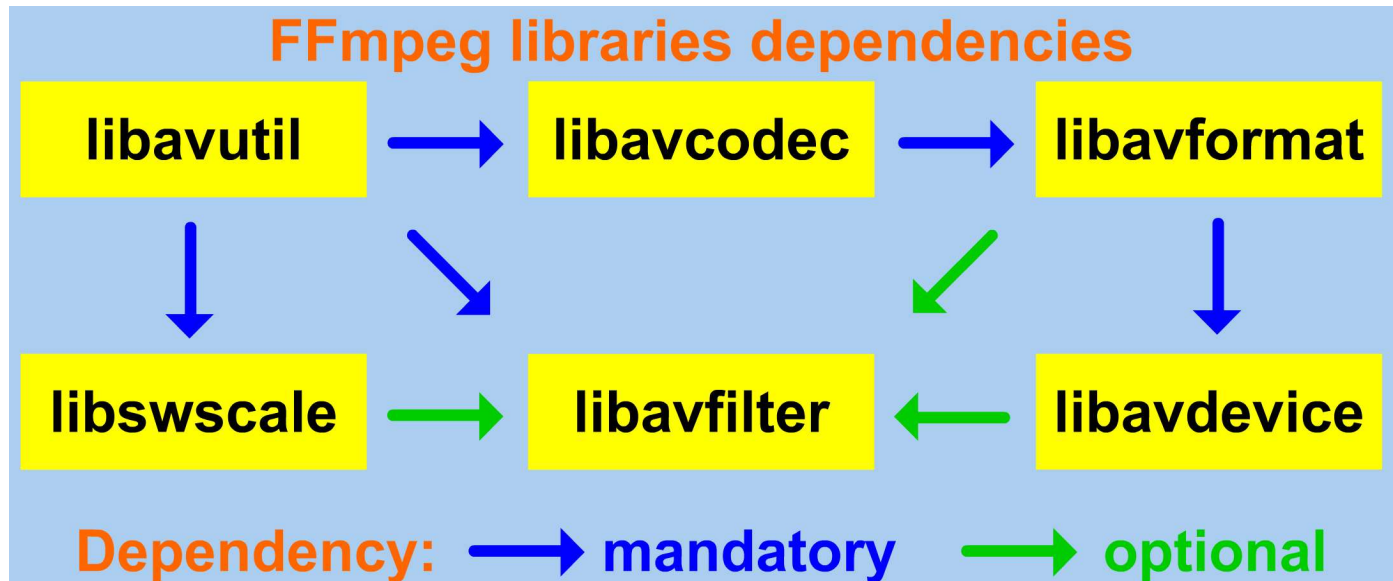 FFmpeg libraries dependencies
libavutil libavcodec libavformat
libswscale libavfilter libavdevice
Dependency: mandatory optional